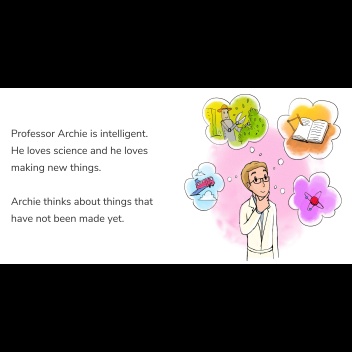 Professor Archie is intelligent.
He loves science and he loves
making new things.
Archie thinks about things that
have not been made yet.